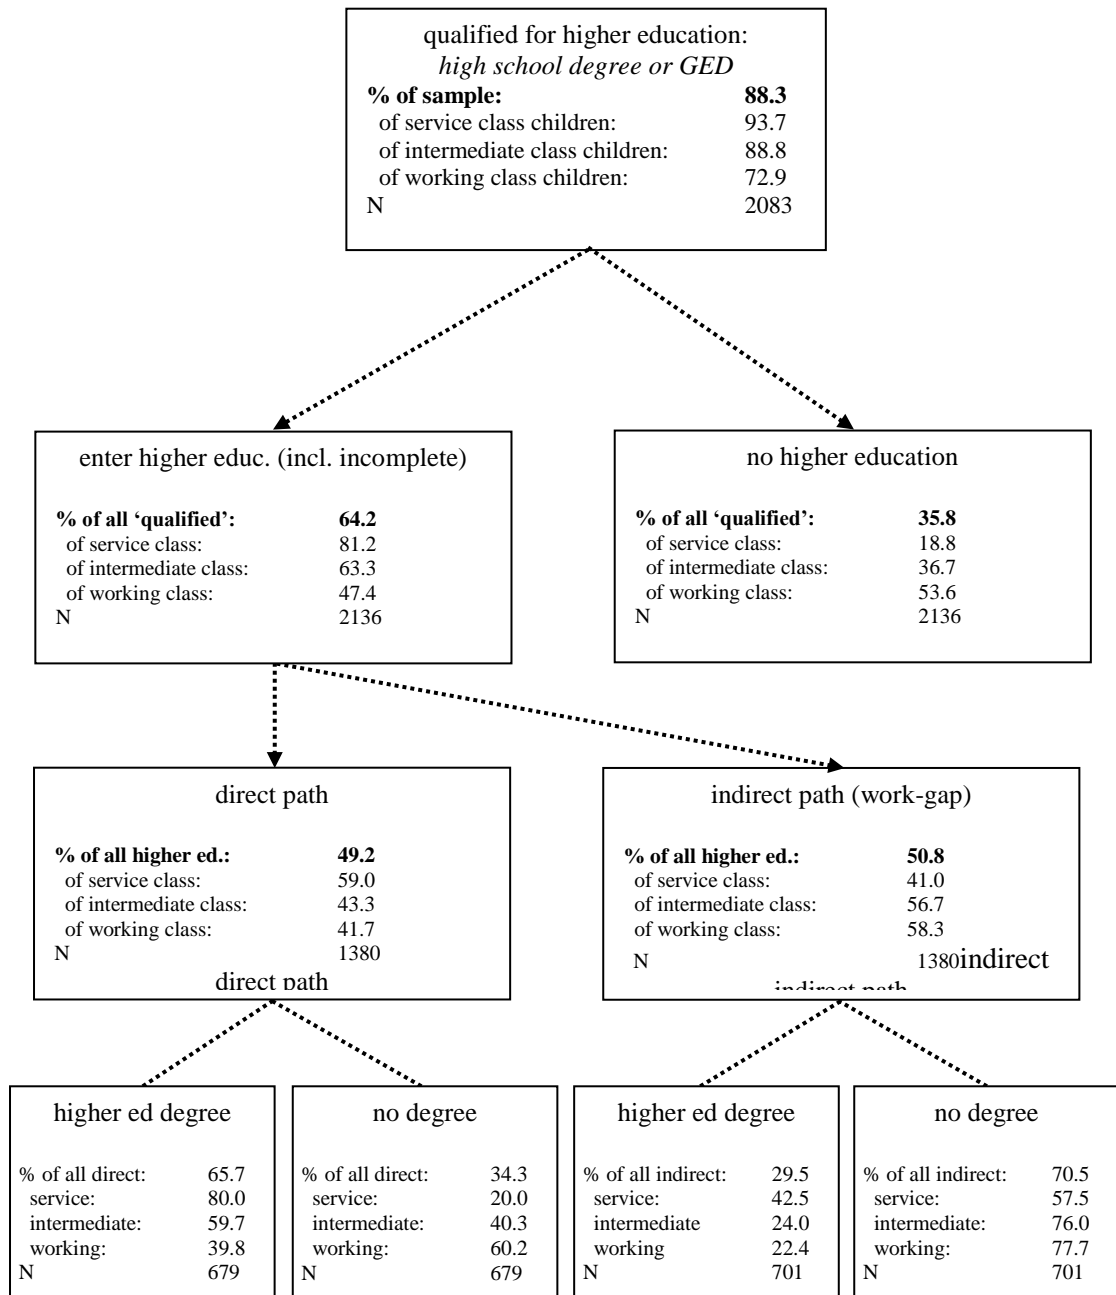 qualified for higher education:
high school degree or GED
% of sample: 88.3
of service class children: 93.7
of intermediate class children: 88.8
of working class children: 72.9
N 2083
enter higher educ. (incl. incomplete)
% of all ‘qualified’: 64.2
of service class: 81.2
of intermediate class: 63.3
of working class: 47.4
N 2136
no higher education
% of all ‘qualified’: 35.8
of service class: 18.8
of intermediate class: 36.7
of working class: 53.6
N 2136
direct path
% of all higher ed.: 49.2
of service class: 59.0
of intermediate class: 43.3
of working class: 41.7
N 1380
direct path
indirect path (work-gap)
% of all higher ed.: 50.8
of service class: 41.0
of intermediate class: 56.7
of working class: 58.3
N 1380indirect
indirect path
higher ed degree
% of all direct: 65.7
service: 80.0
intermediate: 59.7
working: 39.8
N 679
no degree
% of all direct: 34.3
service: 20.0
intermediate: 40.3
working: 60.2
N 679
higher ed degree
% of all indirect: 29.5
service: 42.5
intermediate 24.0
working 22.4
N 701
no degree
% of all indirect: 70.5
service: 57.5
intermediate: 76.0
working: 77.7
N 701